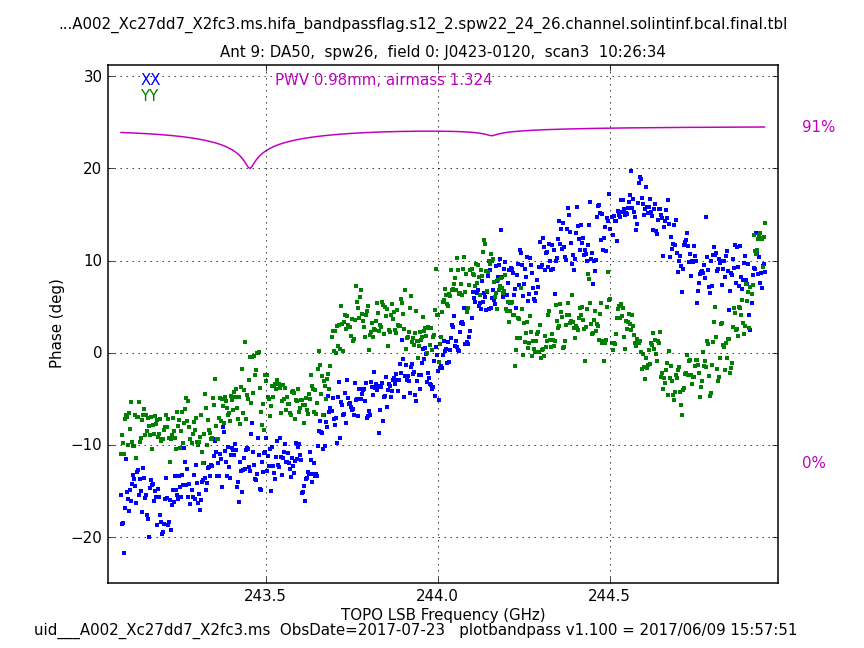 ...A002_Xc27dd7_X2fc3.ms.hifa_bandpassflag.s12_2.spw22_24_26.channel.solintinf.bcal.final.tbl
Ant 9: DA50,  spw26,  field 0: J0423-0120,  scan3  10:26:34
XX
PWV 0.98mm, airmass 1.324
YY
30
20
10
0
−10
−20
91%
0%
Phase (deg)
243.5
244.0
244.5
TOPO LSB Frequency (GHz)
uid___A002_Xc27dd7_X2fc3.ms  ObsDate=2017-07-23   plotbandpass v1.100 = 2017/06/09 15:57:51